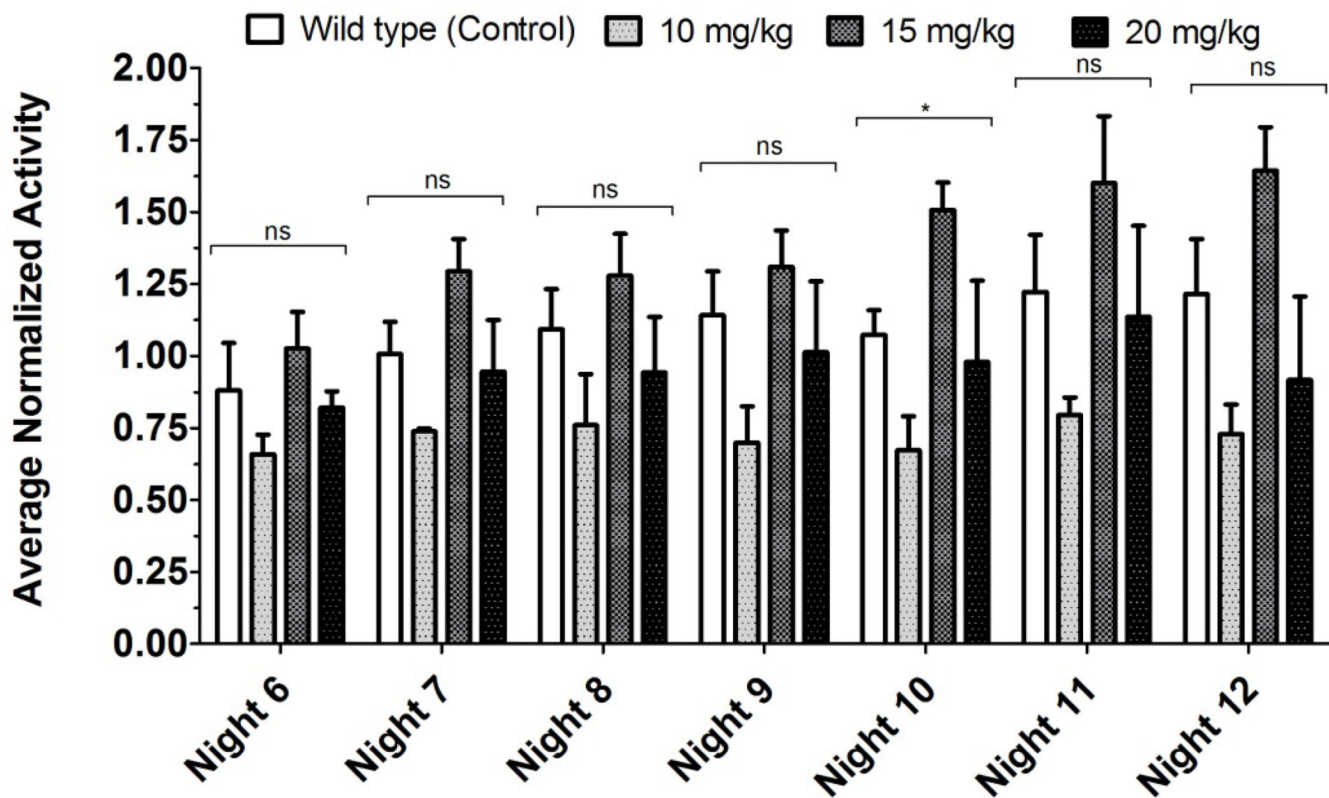 Wild type (Control) 10 mg/kg 15 mg/kg 20 mg/kg
Average Normalized Activity
2.00
1.75
1.50
1.25
1.00
0.75
0.50
0.25
0.00
ns
ns
ns
ns
*
ns
ns
Night 6
Night 7
Night 8
Night 9
Night 10
Night 11
Night 12